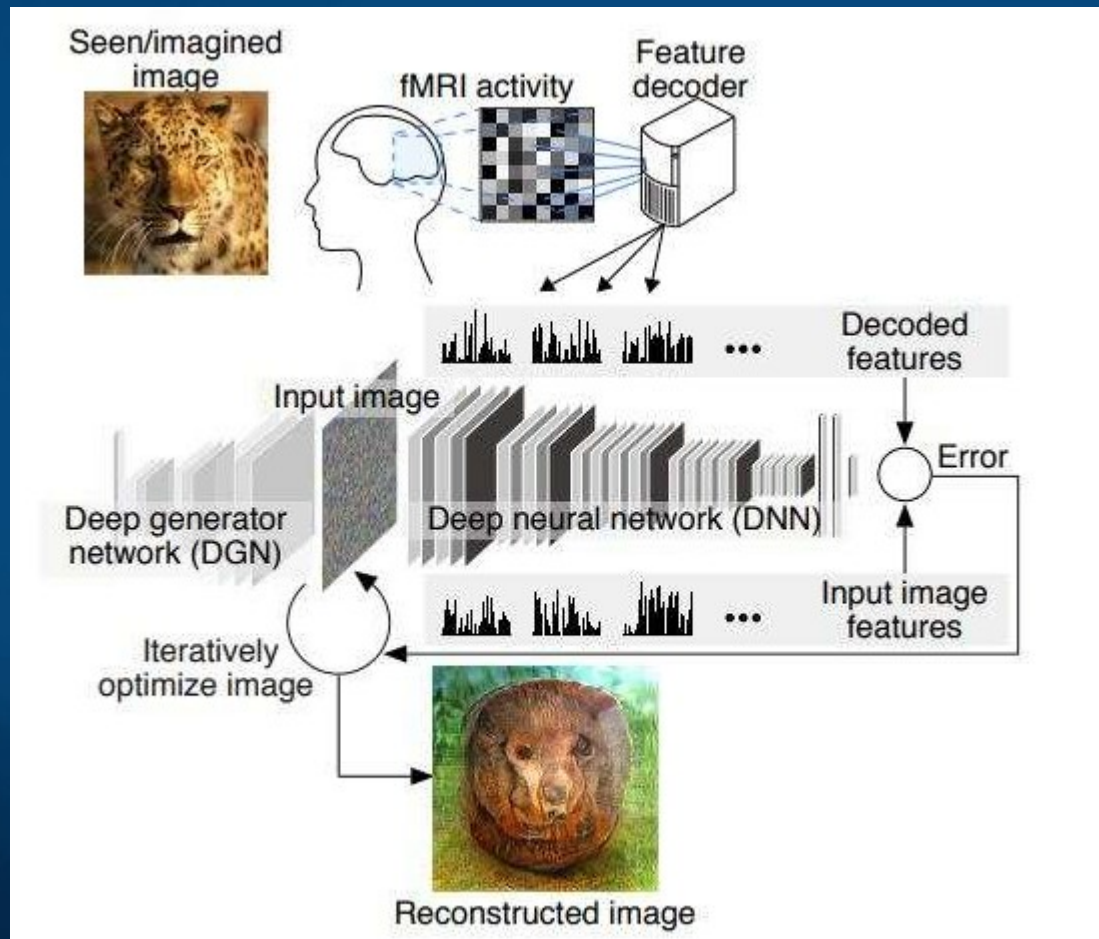 Seen/imagined
image
fMRI activity
Feature
decoder
Decoded
features
Input image
Error
Deep generator
network (DGN)
Deep neural network (DNN)
Input image
features
Iteratively
optimize image
Reconstructed image